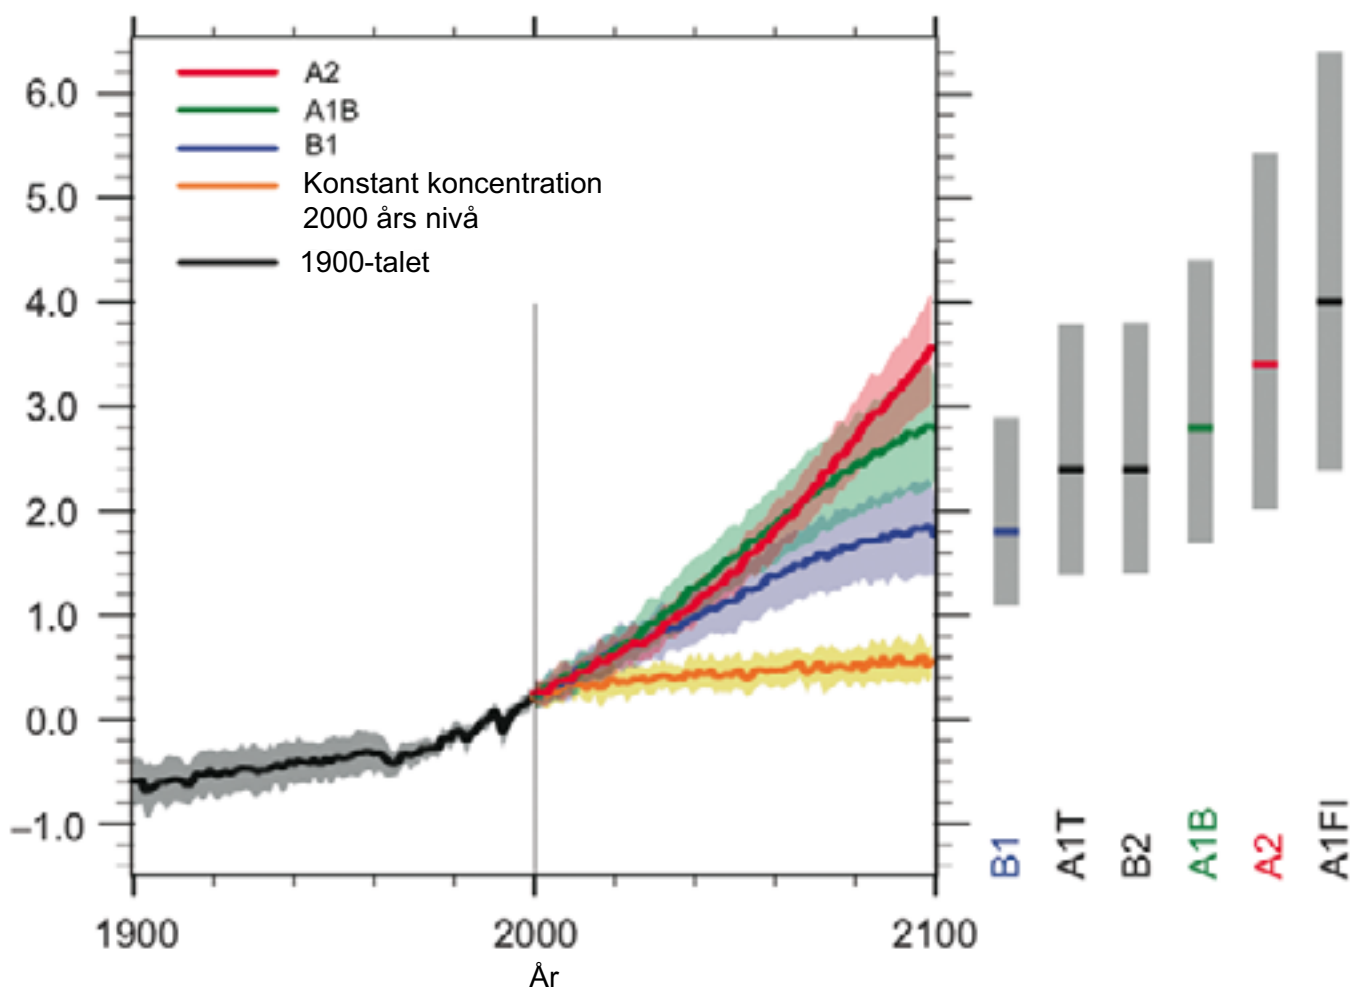 A2
A1B
B1
Konstant koncentration
2000 års nivå
1900-talet
6.0
5.0
4.0
3.0
2.0
1.0
0.0
–1.0
1900
2000
2100
År
B1
A1T
B2
A1B
A2
A1FI